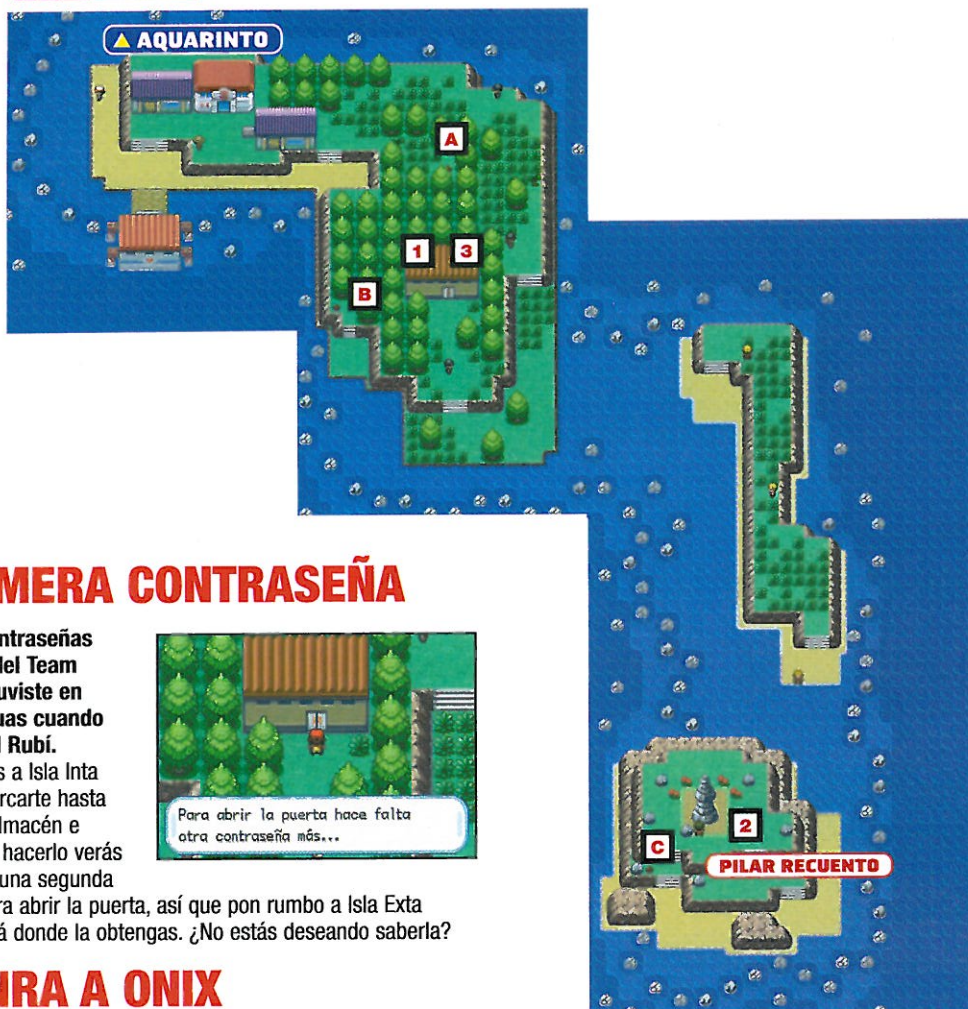 AQUARINTO
A
1
3
B
MERA CONTRASEÑA
ntraseñas
del Team
uviste en
uas cuando
l Rubí.
s a Isla Inta
rcarte hasta
lmacén e
hacerlo verás
una segunda
ra abrir la puerta, así que pon rumbo a Isla Exta
á donde la obtengas. ¿No estás deseando saberla?
Para abrir la puerta hace falta
otra contraseña más...
2
C
PILAR RECUENTO
IRA A ONIX